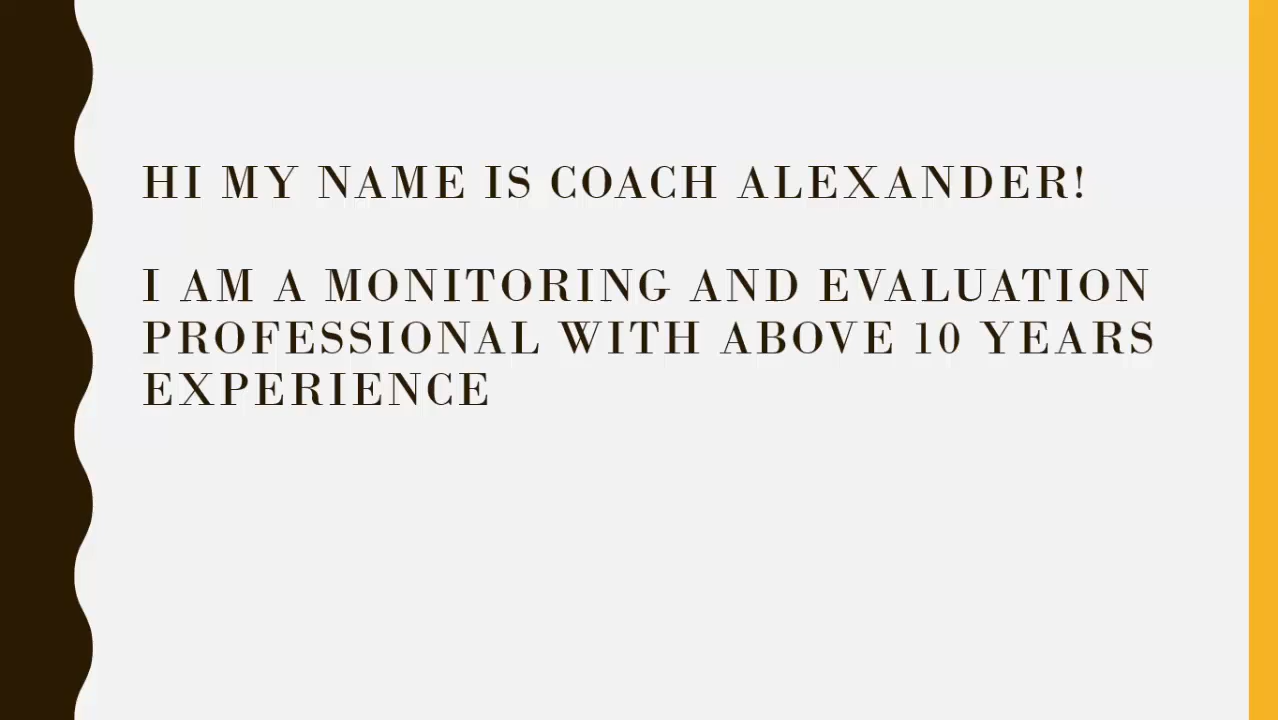 HI MY NAME IS COACH ALEXANDER!
I AM A MONITORING AND EVALUATION
PROFESSIONAL WITH ABOVE 10 YEARS
EXPERIENCE